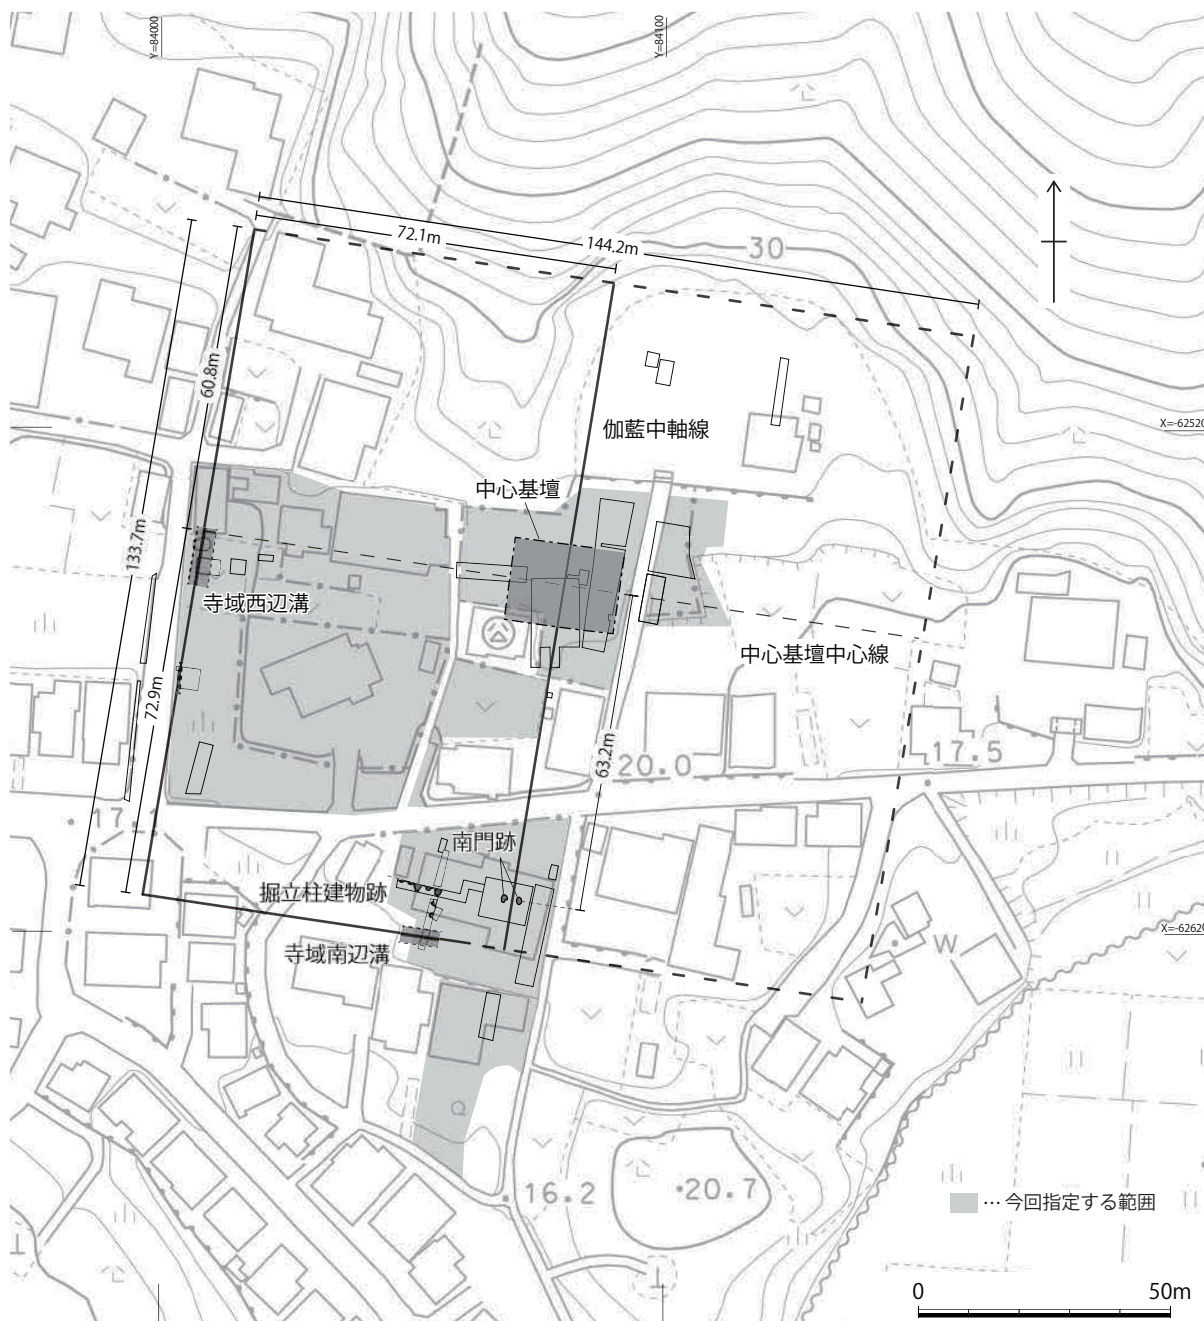 Y=84000
Y=84100
72.1m
144.2m
30
60.8m
伽藍中軸線
X=-62520
中心基壇
133.7m
寺域西辺溝
中心基壇中心線
72.9m
63.2m
20.0
17.5
17
南門跡
掘立柱建物跡
寺域南辺溝
W
X=-6262
16.2
20.7
…今回指定する範囲
0
50m